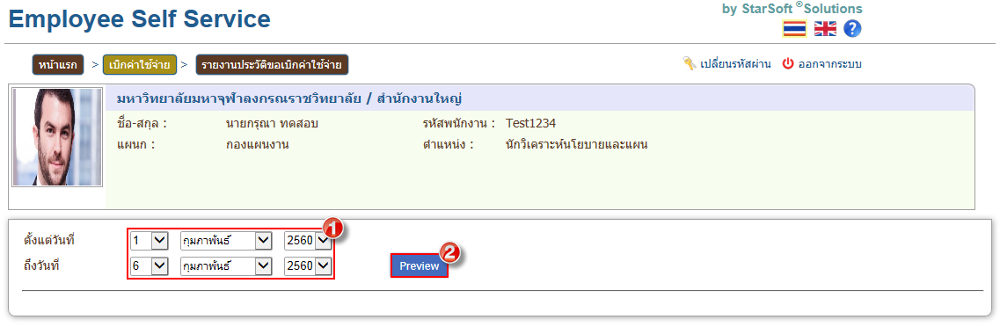 Employee Self Service
by StarSoft ®Solutions
?
หน้าแรก > เบิกค่าใช้จ่าย > รายงานประวัติขอเบิกค่าใช้จ่าย
เปลี่ยนรหัสผ่าน ออกจากระบบ
มหาวิทยาลัยมหาจุฬาลงกรณราชวิทยาลัย / สำนักงานใหญ่
ชื่อ-สกุล : นายกรุณา ทดสอบ รหัสพนักงาน : Test1234
แผนก : กองแผนงาน ตำแหน่ง : นักวิเคราะห์นโยบายและแผน
ตั้งแต่วันที่ 1 กุมภาพันธ์ 2560 1
ถึงวันที่ 6 กุมภาพันธ์ 2560 Preview 2